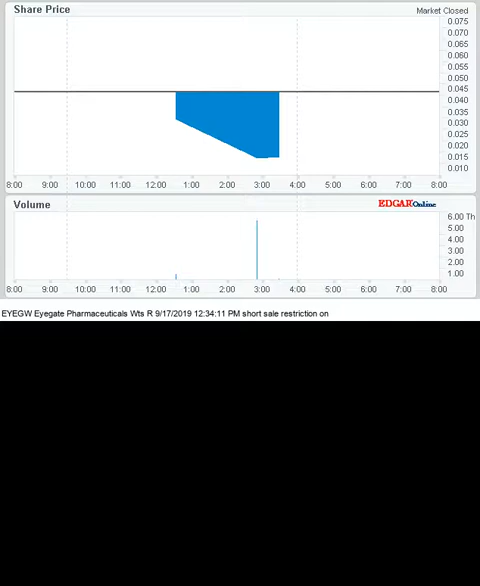 Share Price
Market Closed
0.075
0.070
0.065
0.060
0.055
0.050
0.045
0.040
0.035
0.030
0.025
0.020
0.015
0.010
8:00 9:00 10:00 11:00 12:00 1:00 2:00 3:00 4:00 5:00 6:00 7:00 8:00
Volume
EDGAR Online
6.00 Th
5.00
4.00
3.00
2.00
1.00
8:00 9:00 10:00 11:00 12:00 1:00 2:00 3:00 4:00 5:00 6:00 7:00 8:00
EYEGW Eyegate Pharmaceuticals Wts R 9/17/2019 12:34:11 PM short sale restriction on